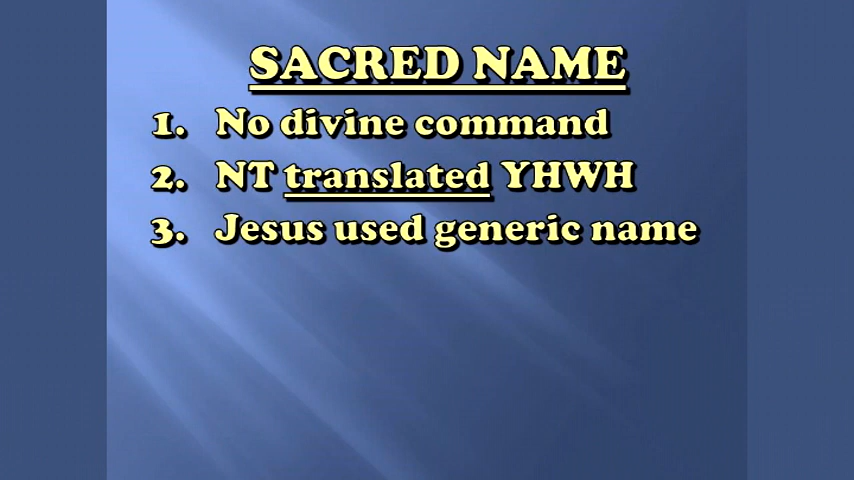 SACRED NAME
1. No divine command
2. NT translated YHWH
3. Jesus used generic name